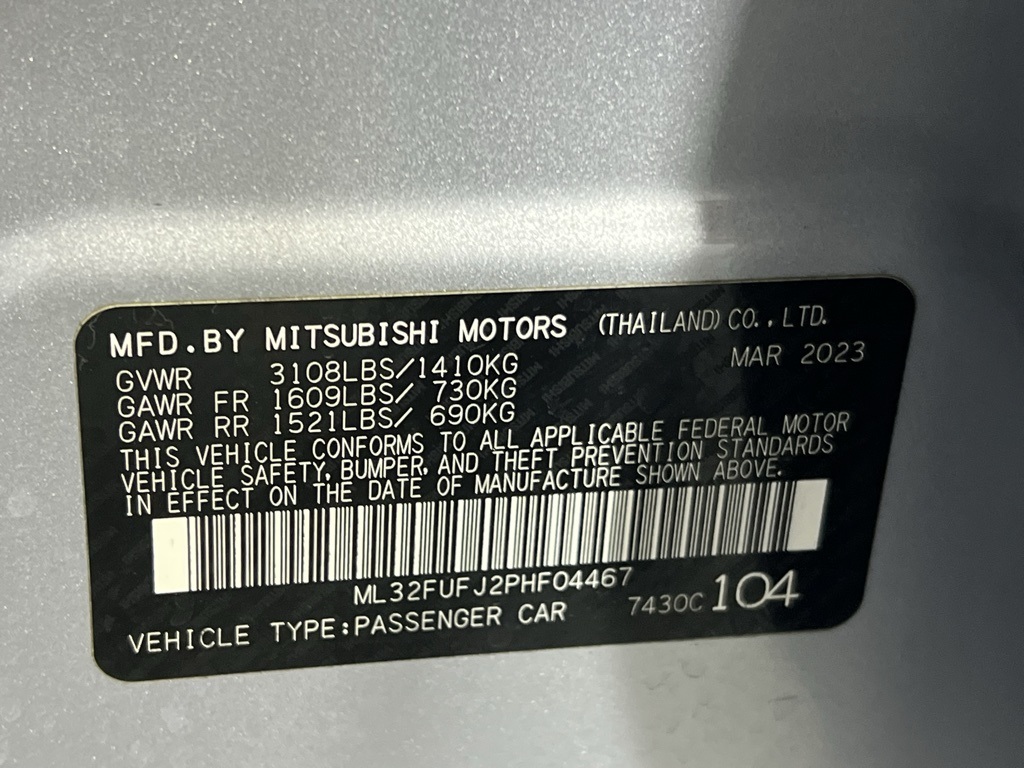 MFD.BY MITSUBISHI MOTORS (THAILAND) CO.,LTD.
MAR 2023
GVWR 3108LBS/1410KG
GAWR FR 1609LBS/ 730KG
GAWR RR 1521LBS/ 690KG
THIS VEHICLE CONFORMS TO ALL APPLICABLE FEDERAL MOTOR
VEHICLE SAFETY, BUMPER, AND THEFT PREVENTION STANDARDS
IN EFFECT ON THE DATE OF MANUFACTURE SHOWN ABOVE.
ML32FUFJ2PHF04467
7430C 104
VEHICLE TYPE:PASSENGER CAR